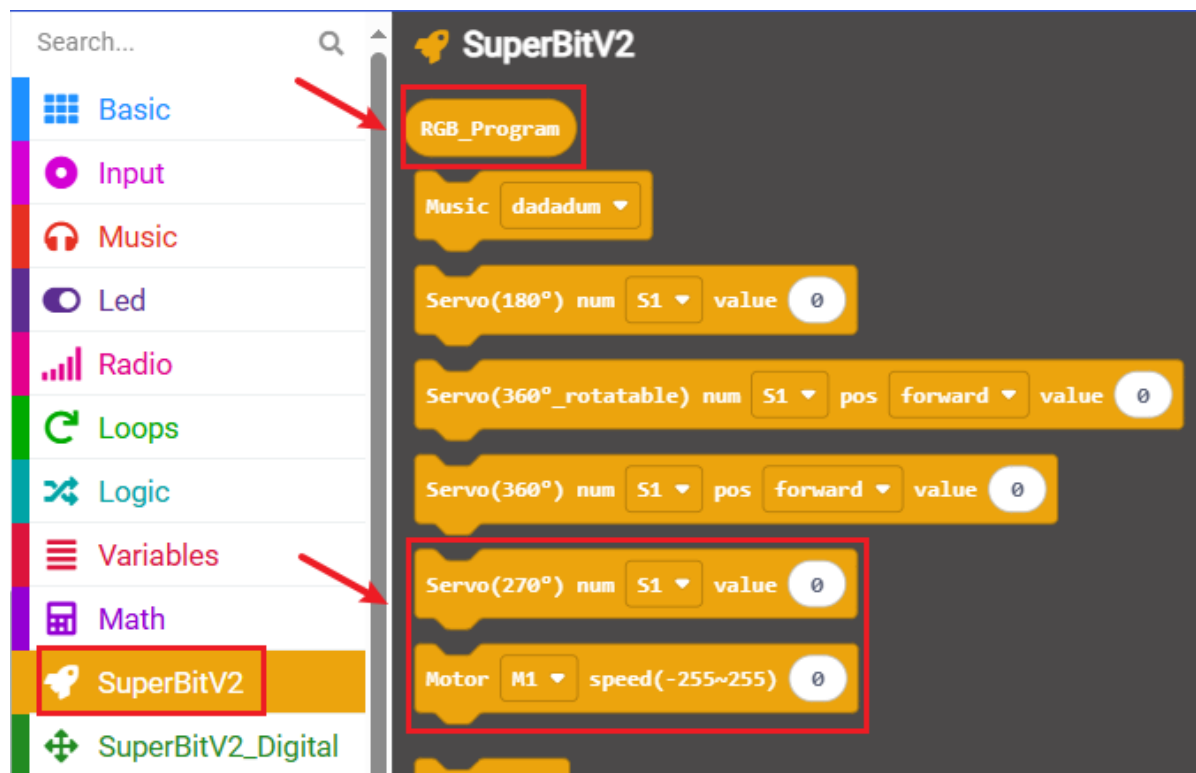 Search...
Basic
Input
Music
Led
Radio
Loops
Logic
Variables
Math
SuperBitV2
SuperBitV2_Digital
SuperBitV2
RGB_Program
Music dadadum
Servo(180°) num S1 value 0
Servo(360°_rotatable) num S1 pos forward value 0
Servo(360°) num S1 pos forward value 0
Servo(270°) num S1 value 0
Motor M1 speed(-255~255) 0